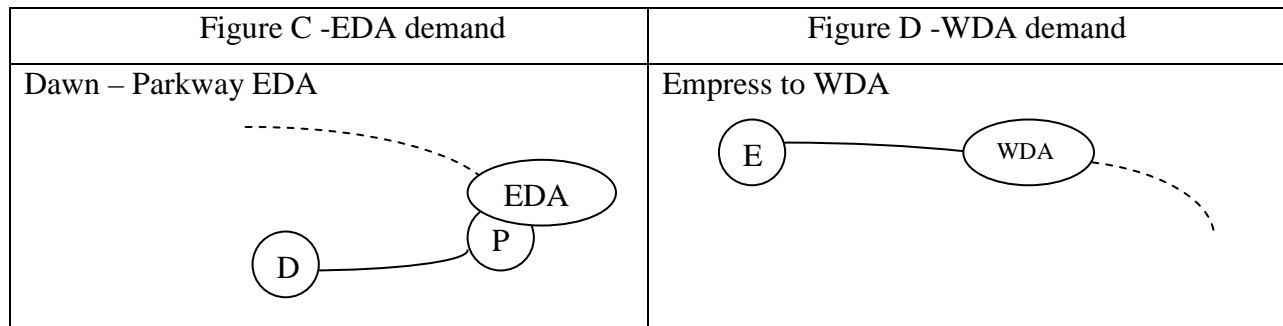 Figure C -EDA demand
Figure D -WDA demand
Dawn – Parkway EDA
EDA
P
D
Empress to WDA
E
WDA